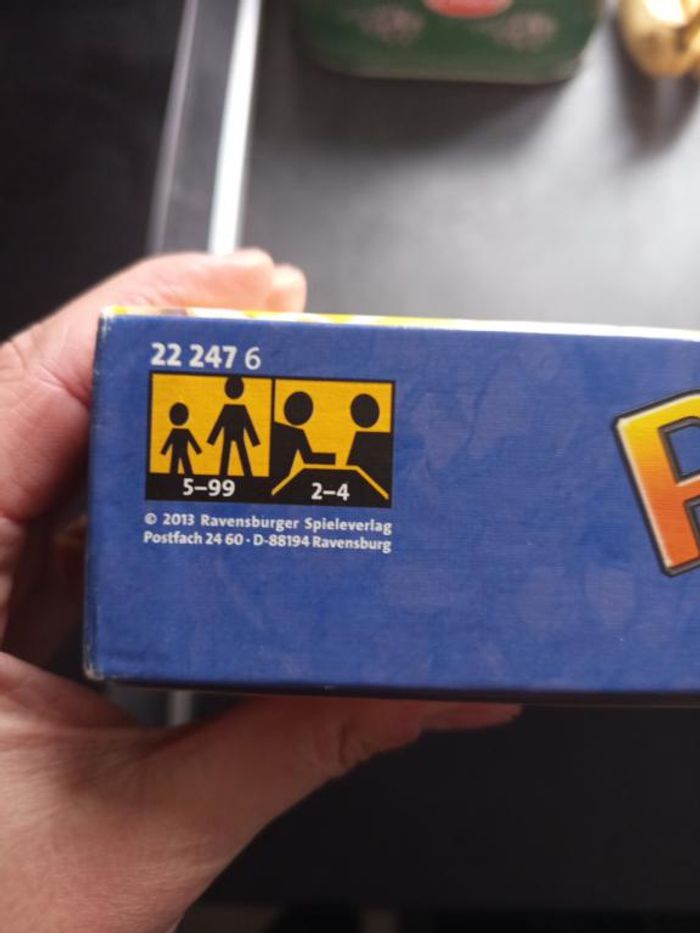 22 247 6
5–99
2–4
© 2013 Ravensburger Spieleverlag
Postfach 24 60 · D-88194 Ravensburg